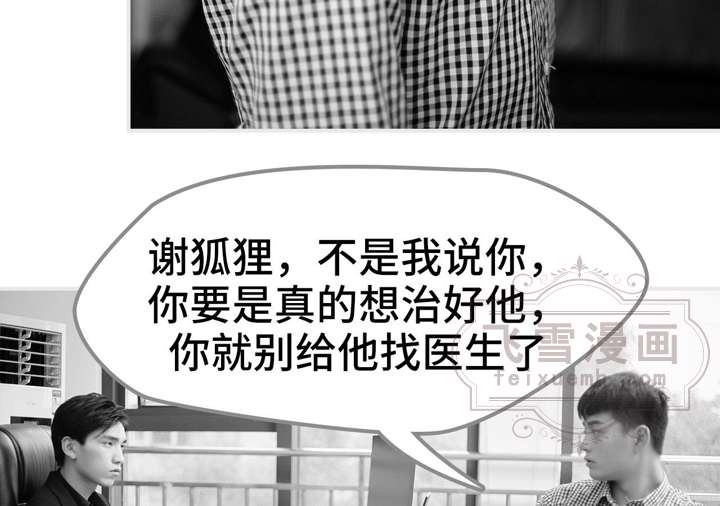 谢狐狸，不是我说你，
你要是真的想治好他，
你就别给他找医生了
飞雪漫画
feixuemh.com